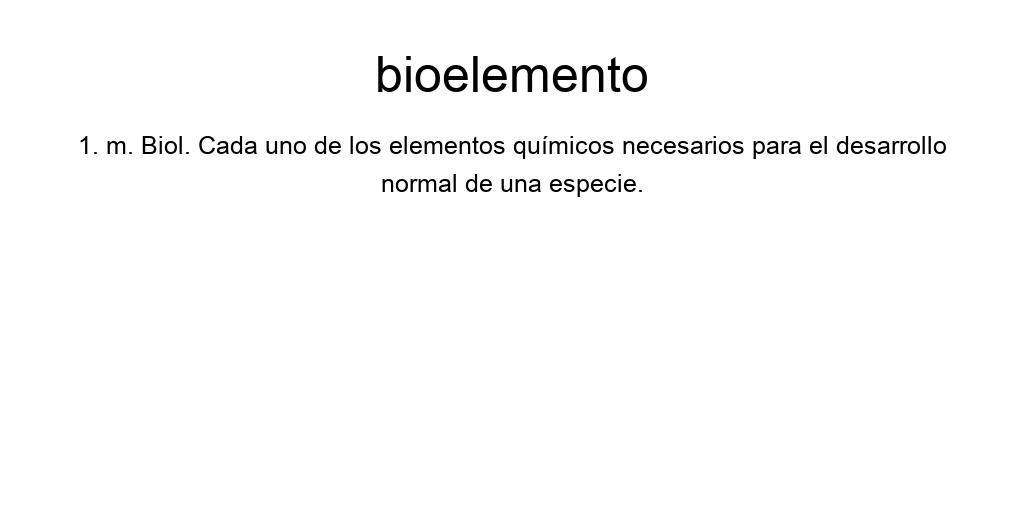 bioelemento
1. m. Biol. Cada uno de los elementos químicos necesarios para el desarrollo
normal de una especie.